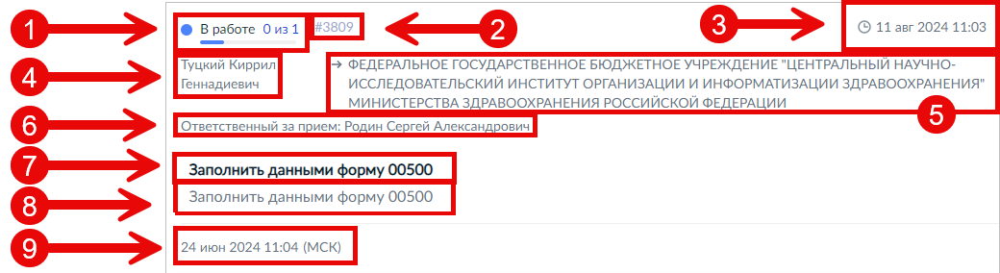 1 В работе 0 из 1 #3809 2 3 11 авг 2024 11:03
4 Туцкий Кирилл
Геннадиевич
→ ФЕДЕРАЛЬНОЕ ГОСУДАРСТВЕННОЕ БЮДЖЕТНОЕ УЧРЕЖДЕНИЕ "ЦЕНТРАЛЬНЫЙ НАУЧНО-
ИССЛЕДОВАТЕЛЬСКИЙ ИНСТИТУТ ОРГАНИЗАЦИИ И ИНФОРМАТИЗАЦИИ ЗДРАВООХРАНЕНИЯ"
МИНИСТЕРСТВА ЗДРАВООХРАНЕНИЯ РОССИЙСКОЙ ФЕДЕРАЦИИ
5
6 Ответственный за прием: Родин Сергей Александрович
7 Заполнить данными форму 00500
8 Заполнить данными форму 00500
9 24 июн 2024 11:04 (МСК)